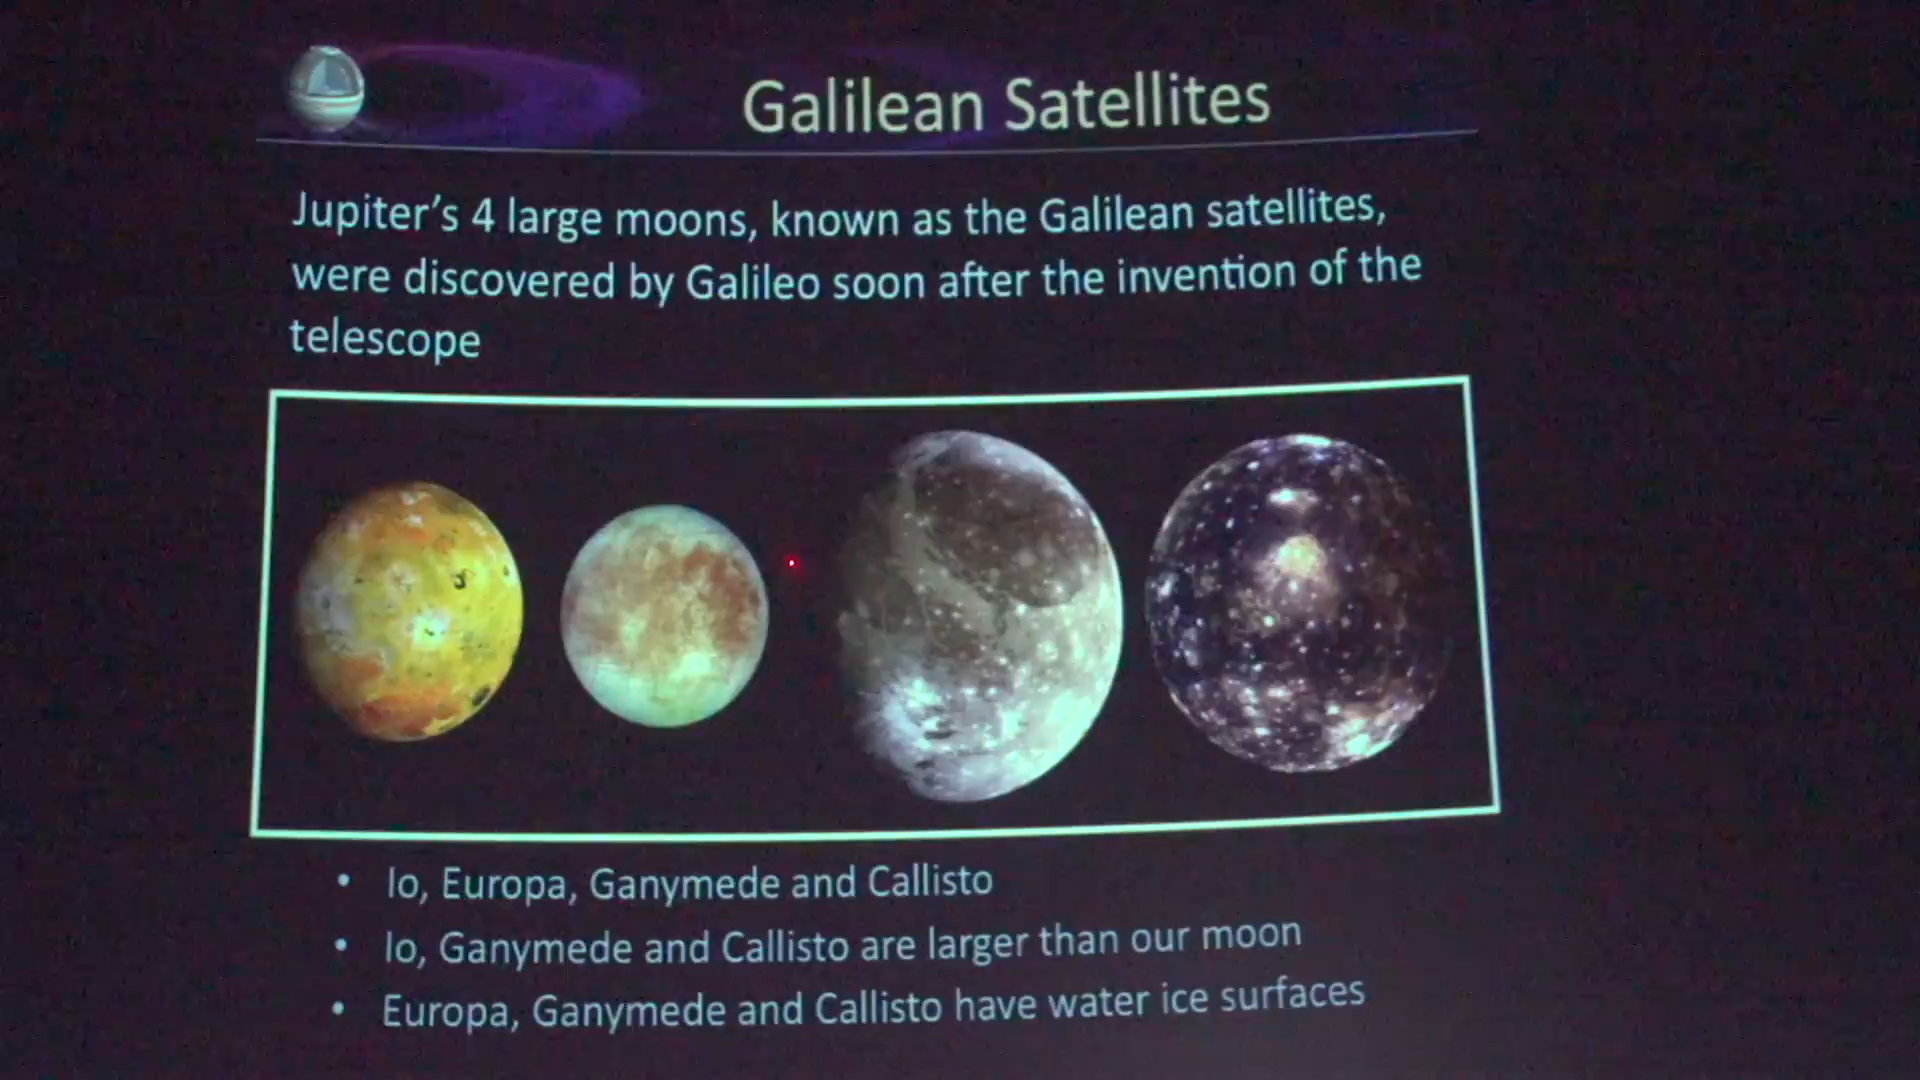 Galilean Satellites
Jupiter's 4 large moons, known as the Galilean satellites,
were discovered by Galileo soon after the invention of the
telescope
• Io, Europa, Ganymede and Callisto
• Io, Ganymede and Callisto are larger than our moon
• Europa, Ganymede and Callisto have water ice surfaces